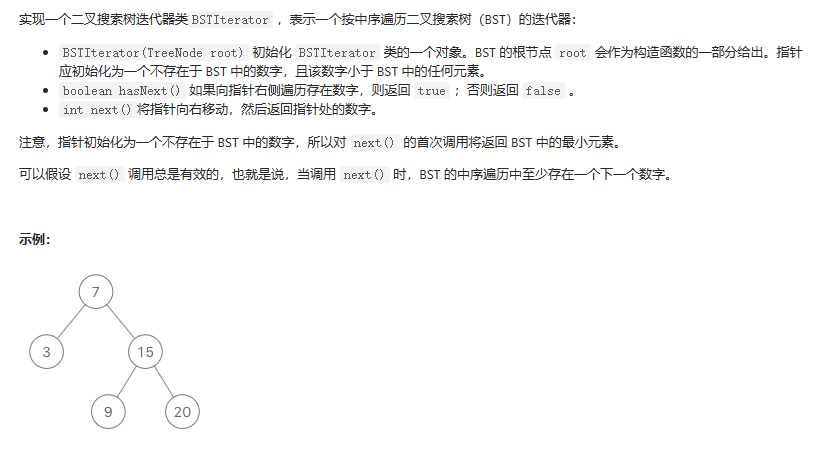 实现一个二叉搜索树迭代器类BSTIterator ，表示一个按中序遍历二叉搜索树（BST）的迭代器：
BSTIterator(TreeNode root) 初始化 BSTIterator 类的一个对象。BST 的根节点 root 会作为构造函数的一部分给出。指针
应初始化为一个不存在于 BST 中的数字，且该数字小于 BST 中的任何元素。
boolean hasNext() 如果向指针右侧遍历存在数字，则返回 true ；否则返回 false 。
int next()将指针向右移动，然后返回指针处的数字。
注意，指针初始化为一个不存在于 BST 中的数字，所以对 next() 的首次调用将返回 BST 中的最小元素。
可以假设 next() 调用总是有效的，也就是说，当调用 next() 时，BST 的中序遍历中至少存在一个下一个数字。
示例：
7
3 15
9 20